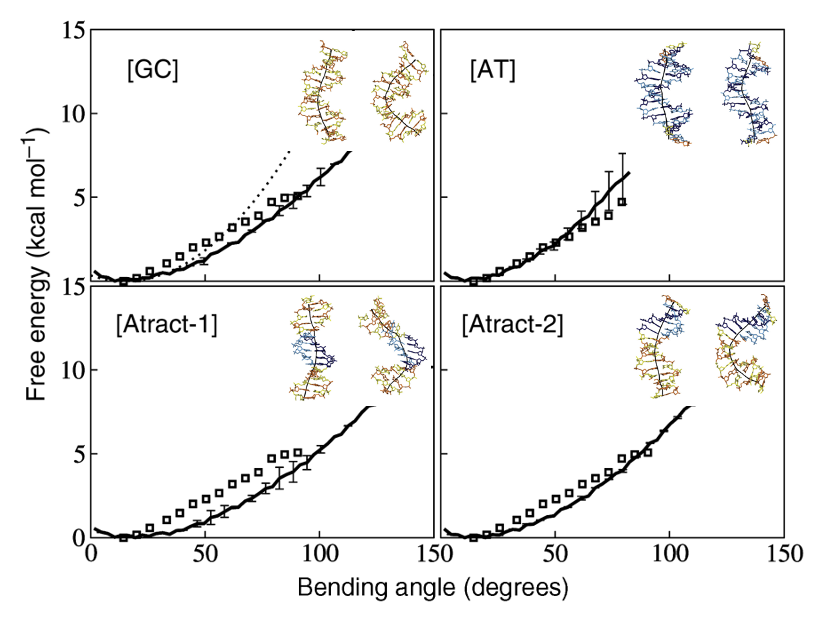 15
[GC]
[AT]
10
5
15
[Atract-1]
[Atract-2]
10
5
0
0
50
100
150
50
100
150
Free energy (kcal mol−1)
Bending angle (degrees)